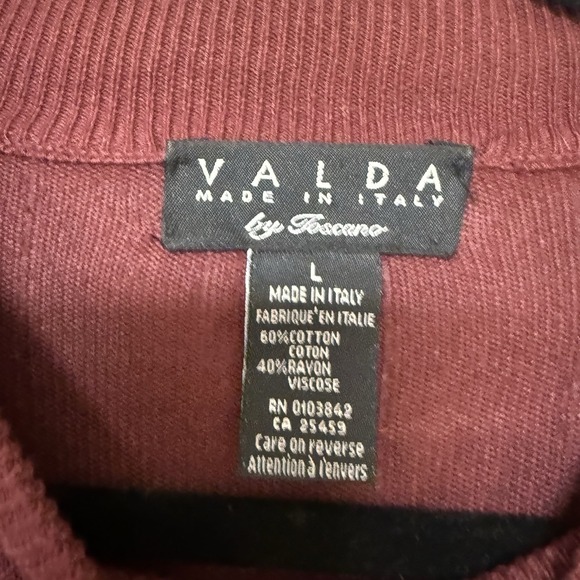 VALDA
MADE IN ITALY
by Toscano
L
MADE IN ITALY
FABRIQUE'EN ITALIE
60%COTTON
COTON
40%RAYON
VISCOSE
RN 0103842
CA 25459
Care on reverse
Attention à l'envers